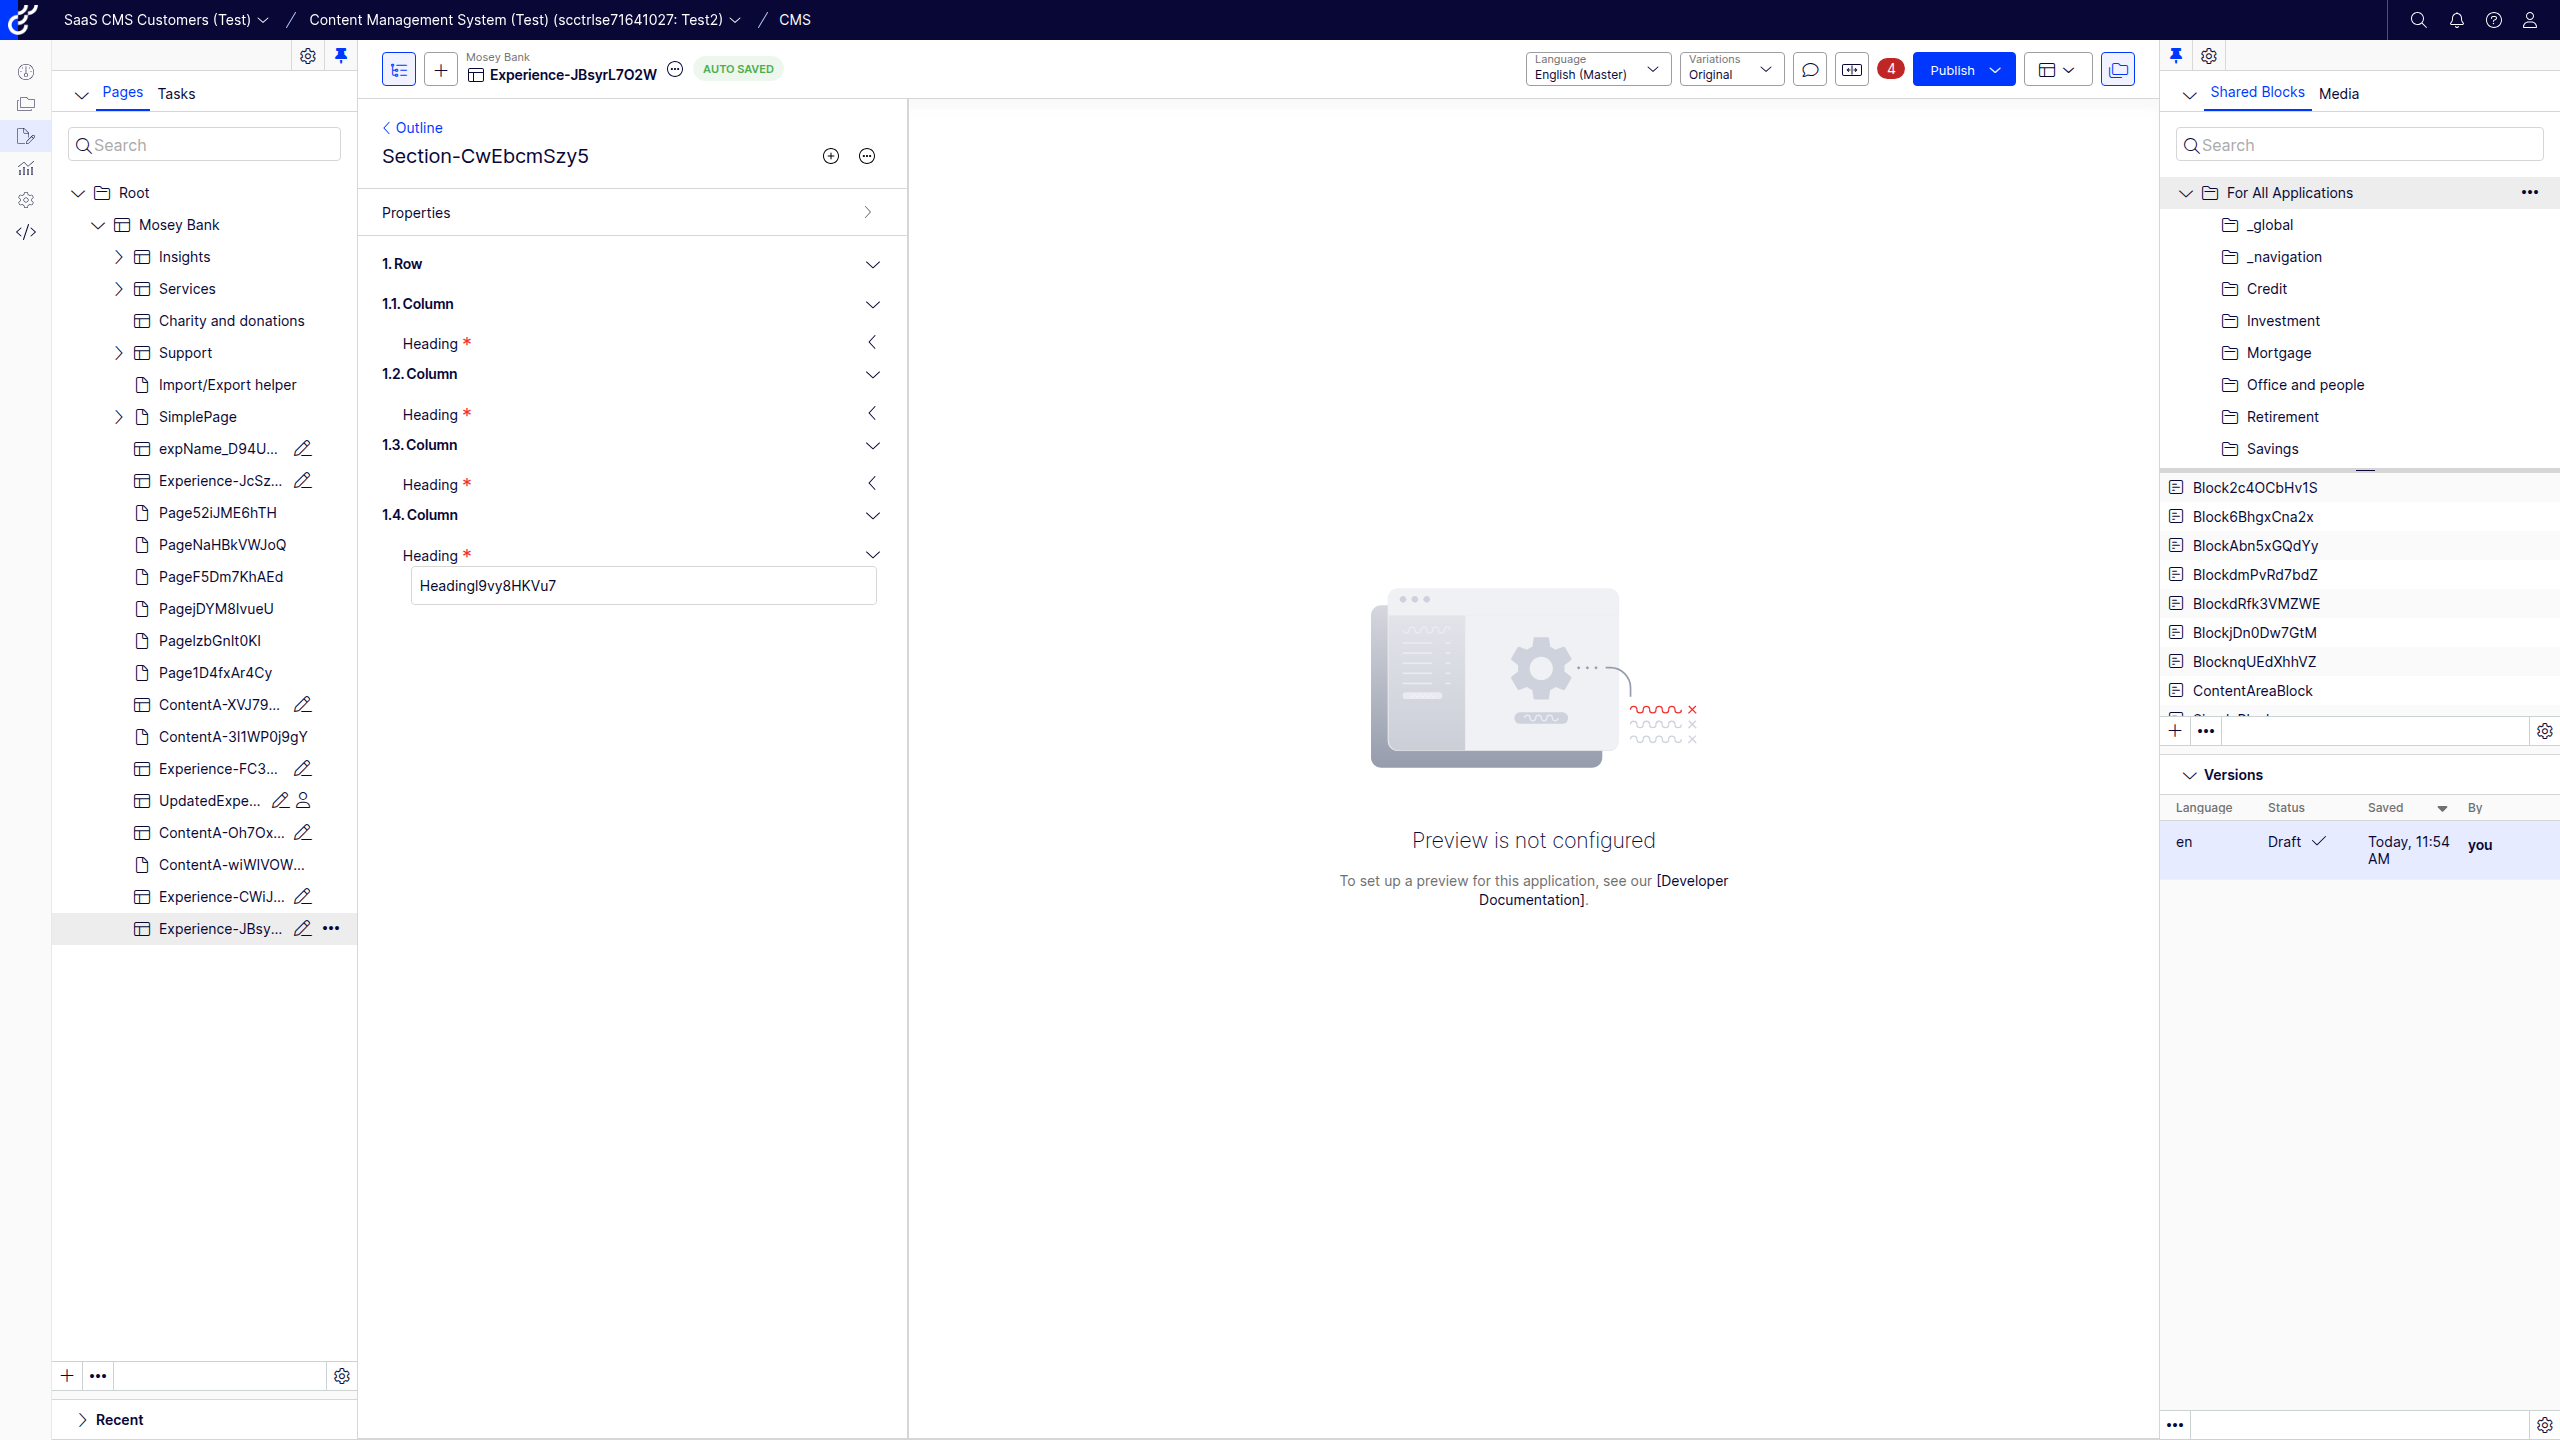 SaaS CMS Customers (Test)
Content Management System (Test) (scctrlse71641027: Test2)
CMS
Pages
Tasks
Search
Root
Mosey Bank
Insights
Services
Charity and donations
Support
Import/Export helper
SimplePage
expName_D94U...
Experience-JcSz...
Page52iJME6hTH
PageNaHBkVWJoQ
PageF5Dm7KhAEd
PagejDYM8IvueU
PageIzbGnIt0KI
Page1D4fxAr4Cy
ContentA-XVJ79...
ContentA-3I1WP0j9gY
Experience-FC3...
UpdatedExpe...
ContentA-Oh7Ox...
ContentA-wiWIVOW...
Experience-CWiJ...
Experience-JBsy...
Recent
Mosey Bank
Experience-JBsyrL7O2W
AUTO SAVED
Language
English (Master)
Variations
Original
4
Publish
Outline
Section-CwEbcmSzy5
Properties
1. Row
1.1. Column
Heading *
1.2. Column
Heading *
1.3. Column
Heading *
1.4. Column
Heading *
HeadingI9vy8HKVu7
Preview is not configured
To set up a preview for this application, see our [Developer
Documentation].
Shared Blocks
Media
Search
For All Applications
_global
_navigation
Credit
Investment
Mortgage
Office and people
Retirement
Savings
Block2c4OCbHv1S
Block6BhgxCna2x
BlockAbn5xGQdYy
BlockdmPvRd7bdZ
BlockdRfk3VMZWE
BlockjDn0Dw7GtM
BlocknqUEdXhhVZ
ContentAreaBlock
Versions
Language Status Saved By
en Draft Today, 11:54 AM you